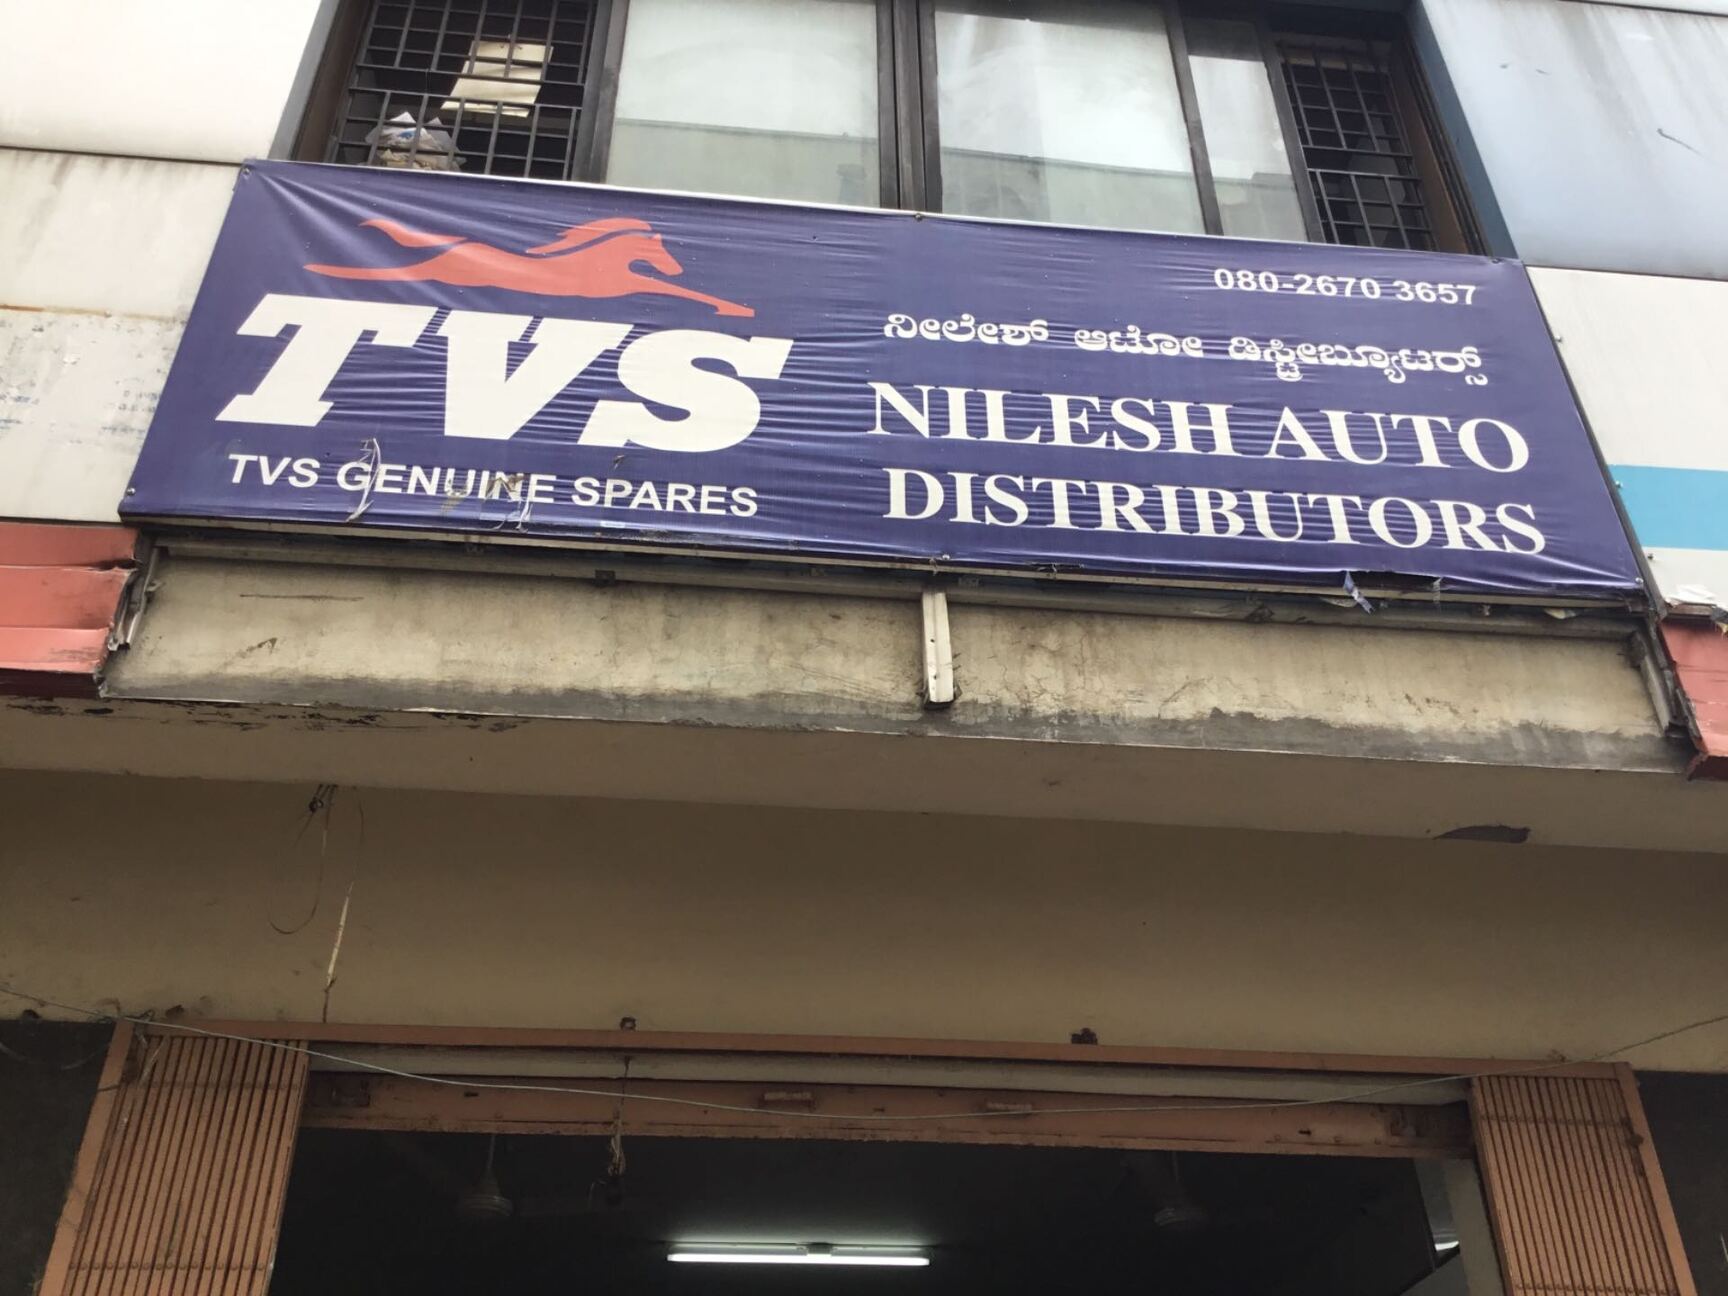 TVS
TVS GENUINE SPARES
080-2670 3657
ನೀಲೇಶ್ ಆಟೋ ಡಿಸ್ಟ್ರೀಬ್ಯೂಟರ್ಸ್
NILESH AUTO
DISTRIBUTORS